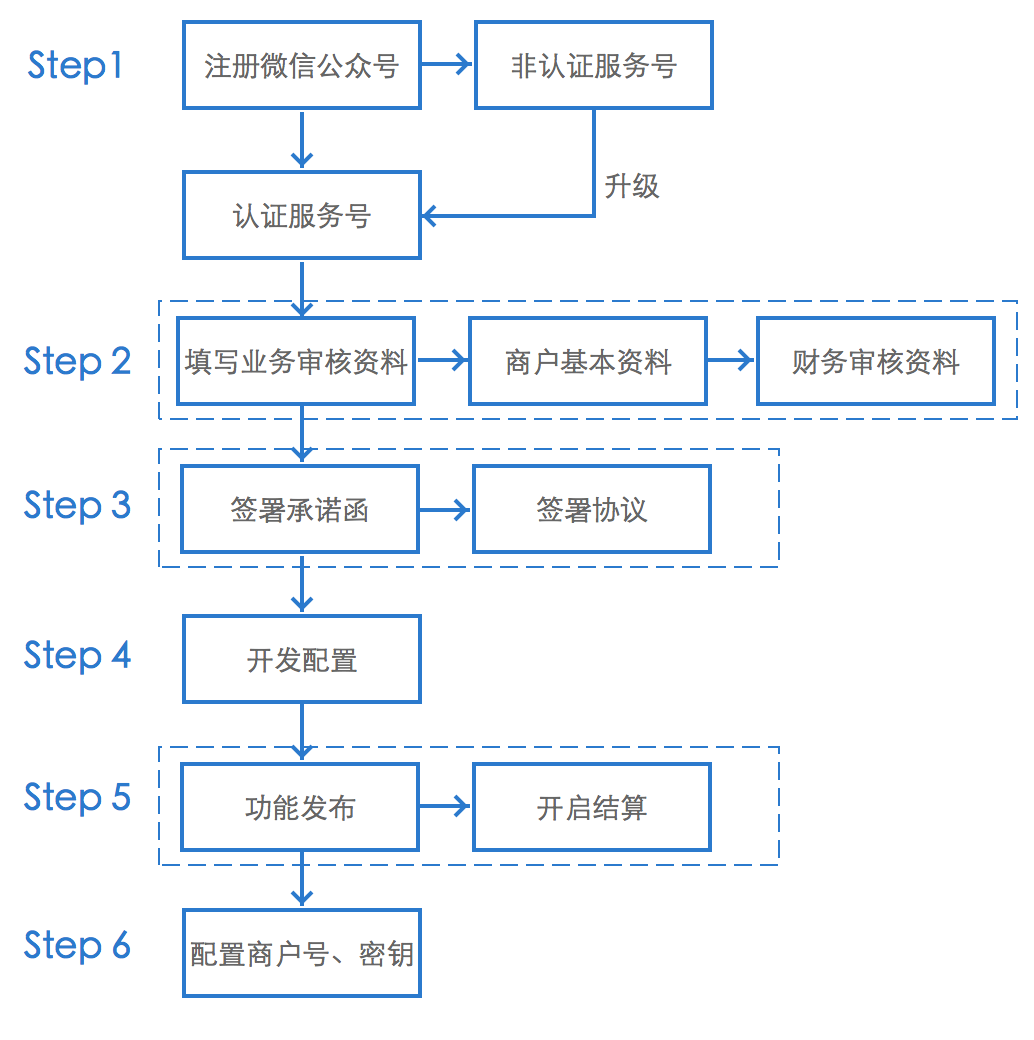 Step1
注册微信公众号
非认证服务号
升级
认证服务号
Step 2
填写业务审核资料
商户基本资料
财务审核资料
Step 3
签署承诺函
签署协议
Step 4
开发配置
Step 5
功能发布
开启结算
Step 6
配置商户号、密钥